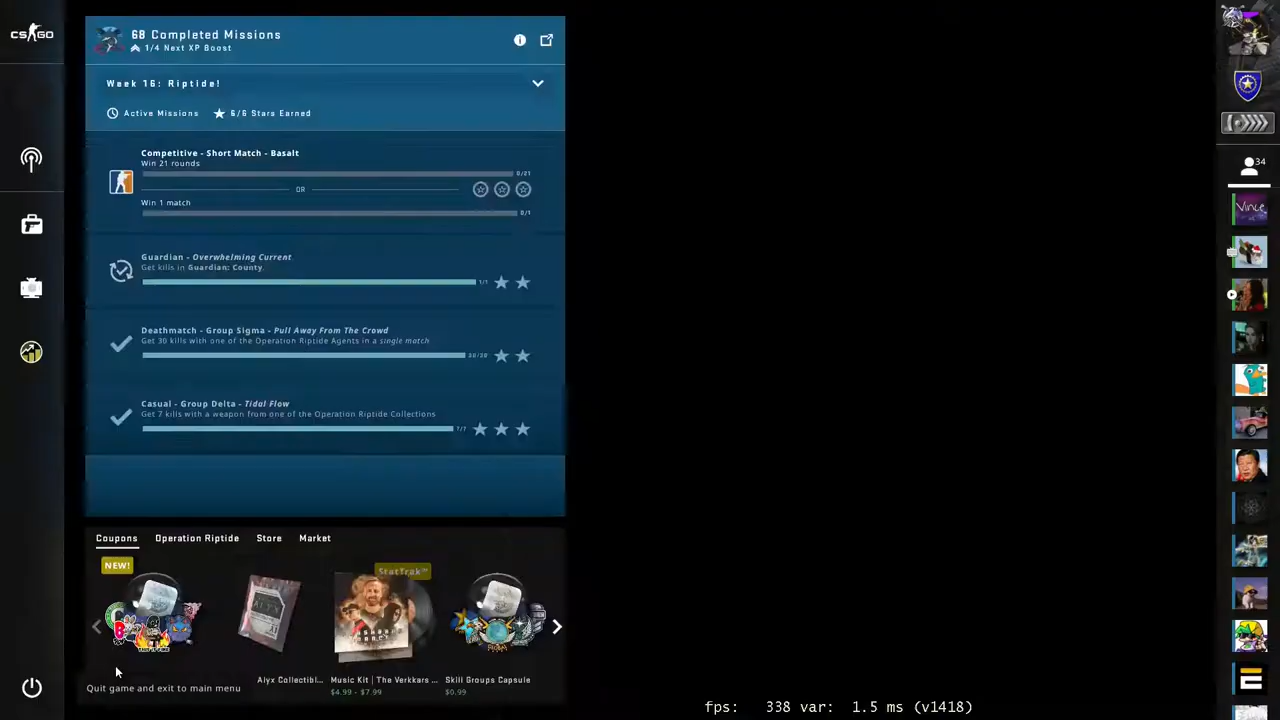 CS:GO
68 Completed Missions
1/4 Next XP Boost
Week 16: Riptide!
Active Missions
6/6 Stars Earned
Competitive - Short Match - Basalt
Win 21 rounds
0/21
OR
Win 1 match
0/1
Guardian - Overwhelming Current
Get kills in Guardian: County.
1/1
Deathmatch - Group Sigma - Pull Away From The Crowd
Get 30 kills with one of the Operation Riptide Agents in a single match
30/30
Casual - Group Delta - Tidal Flow
Get 7 kills with a weapon from one of the Operation Riptide Collections
7/7
34
Vince
Coupons
Operation Riptide
Store
Market
NEW!
StatTrak™
ALYX
Alyx Collectibl...
Music Kit | The Verkkars ...
Skill Groups Capsule
$4.99 - $7.99
$0.99
Quit game and exit to main menu
fps: 338 var: 1.5 ms (v1418)